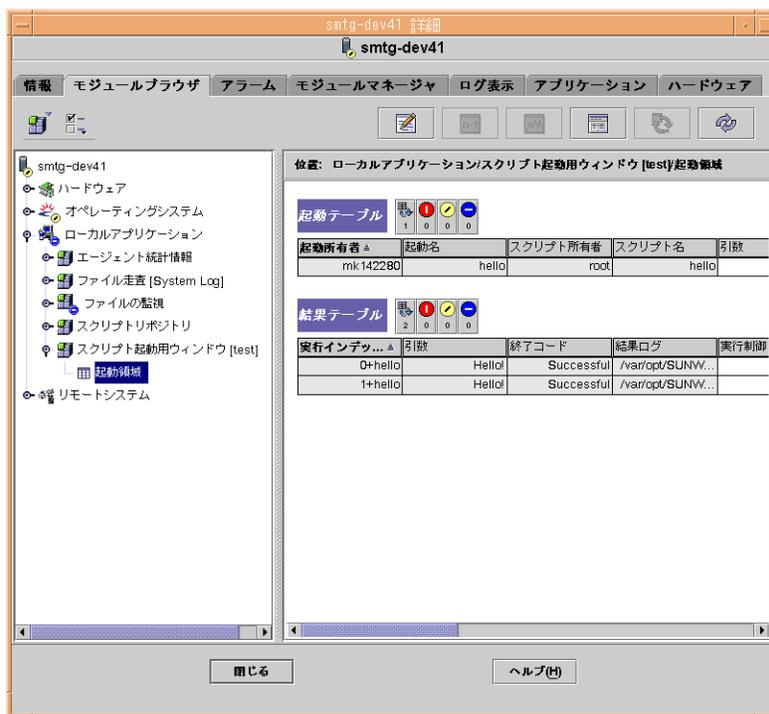 smtg-dev41 詳細
smtg-dev41
情報 モジュールブラウザ アラーム モジュールマネージャ ログ表示 アプリケーション ハードウェア
smtg-dev41
ハードウェア
オペレーティングシステム
ローカルアプリケーション
エージェント統計情報
ファイル走査 [System Log]
ファイルの監視
スクリプトリポジトリ
スクリプト起動用ウィンドウ [test]
起動領域
リモートシステム
位置: ローカルアプリケーション/スクリプト起動用ウィンドウ [test]/起動領域
起動テーブル 1 0 0 0
起動所有者 起動名 スクリプト所有者 スクリプト名 引数
mk142280 hello root hello
結果テーブル 2 0 0 0
実行インデッ... 引数 終了コード 結果ログ 実行制御
0+hello Hello! Successful /var/opt/SUNW...
1+hello Hello! Successful /var/opt/SUNW...
閉じる ヘルプ(H)